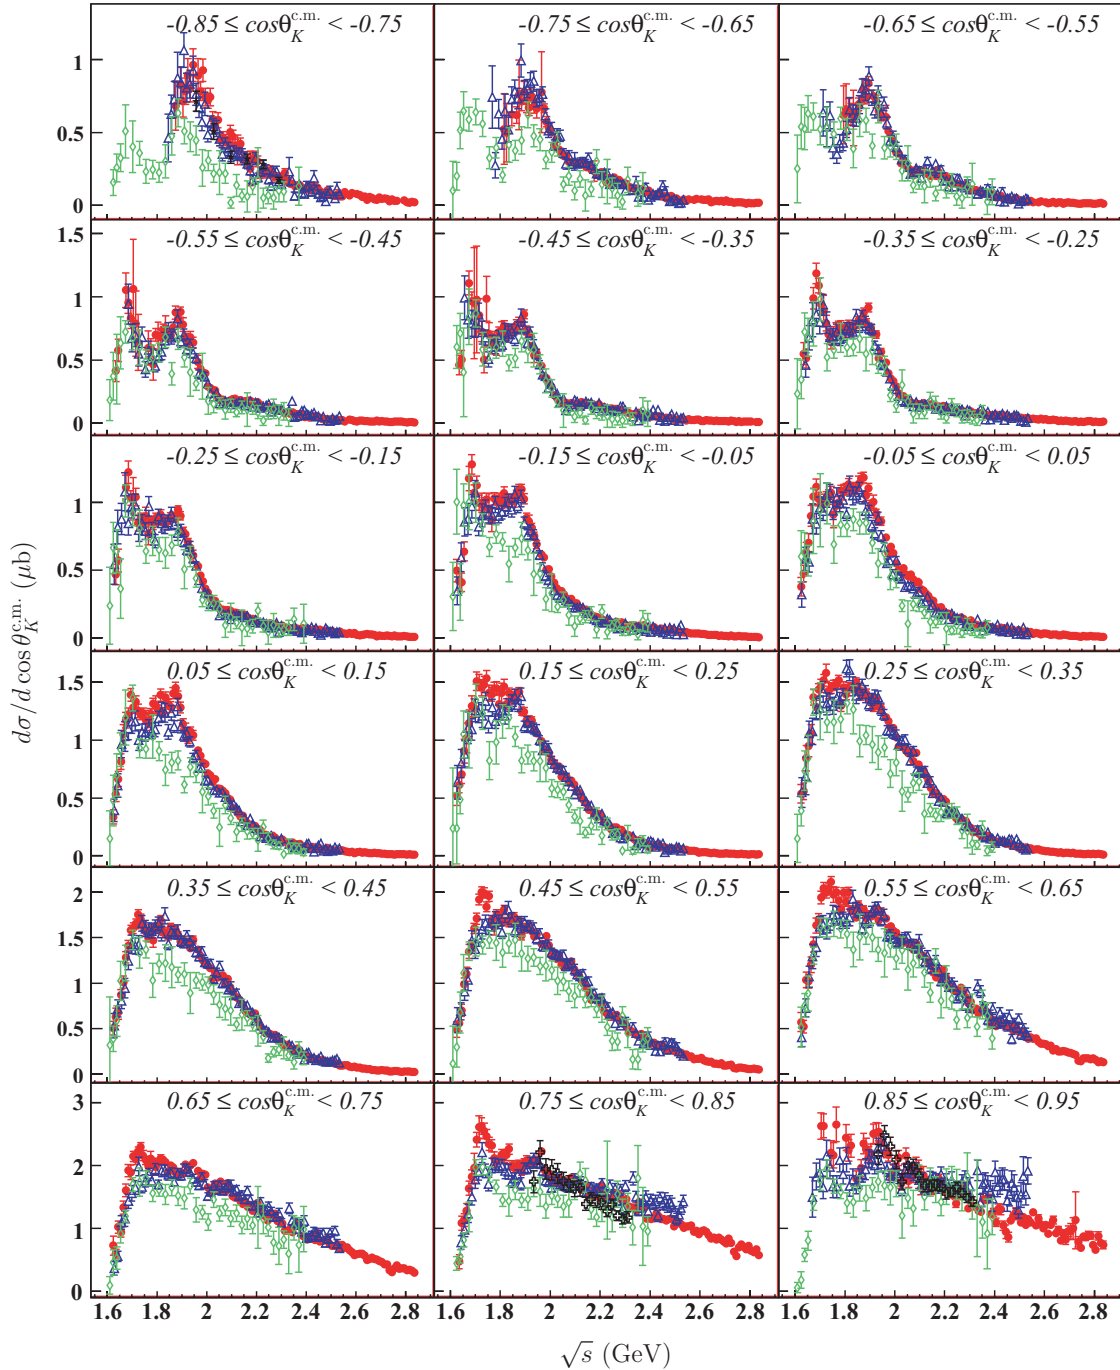 -0.85 ≤ cosθ_K^c.m. < -0.75
-0.75 ≤ cosθ_K^c.m. < -0.65
-0.65 ≤ cosθ_K^c.m. < -0.55
1
0.5
0
-0.55 ≤ cosθ_K^c.m. < -0.45
-0.45 ≤ cosθ_K^c.m. < -0.35
-0.35 ≤ cosθ_K^c.m. < -0.25
1.5
1
0.5
0
-0.25 ≤ cosθ_K^c.m. < -0.15
-0.15 ≤ cosθ_K^c.m. < -0.05
-0.05 ≤ cosθ_K^c.m. < 0.05
1
0.5
0
dσ/d cos θ_K^c.m. (μb)
0.05 ≤ cosθ_K^c.m. < 0.15
0.15 ≤ cosθ_K^c.m. < 0.25
0.25 ≤ cosθ_K^c.m. < 0.35
1.5
1
0.5
0
0.35 ≤ cosθ_K^c.m. < 0.45
0.45 ≤ cosθ_K^c.m. < 0.55
0.55 ≤ cosθ_K^c.m. < 0.65
2
1.5
1
0.5
0
0.65 ≤ cosθ_K^c.m. < 0.75
0.75 ≤ cosθ_K^c.m. < 0.85
0.85 ≤ cosθ_K^c.m. < 0.95
3
2
1
0
1.6 1.8 2 2.2 2.4 2.6 2.8 1.6 1.8 2 2.2 2.4 2.6 2.8 1.6 1.8 2 2.2 2.4 2.6 2.8
√s (GeV)